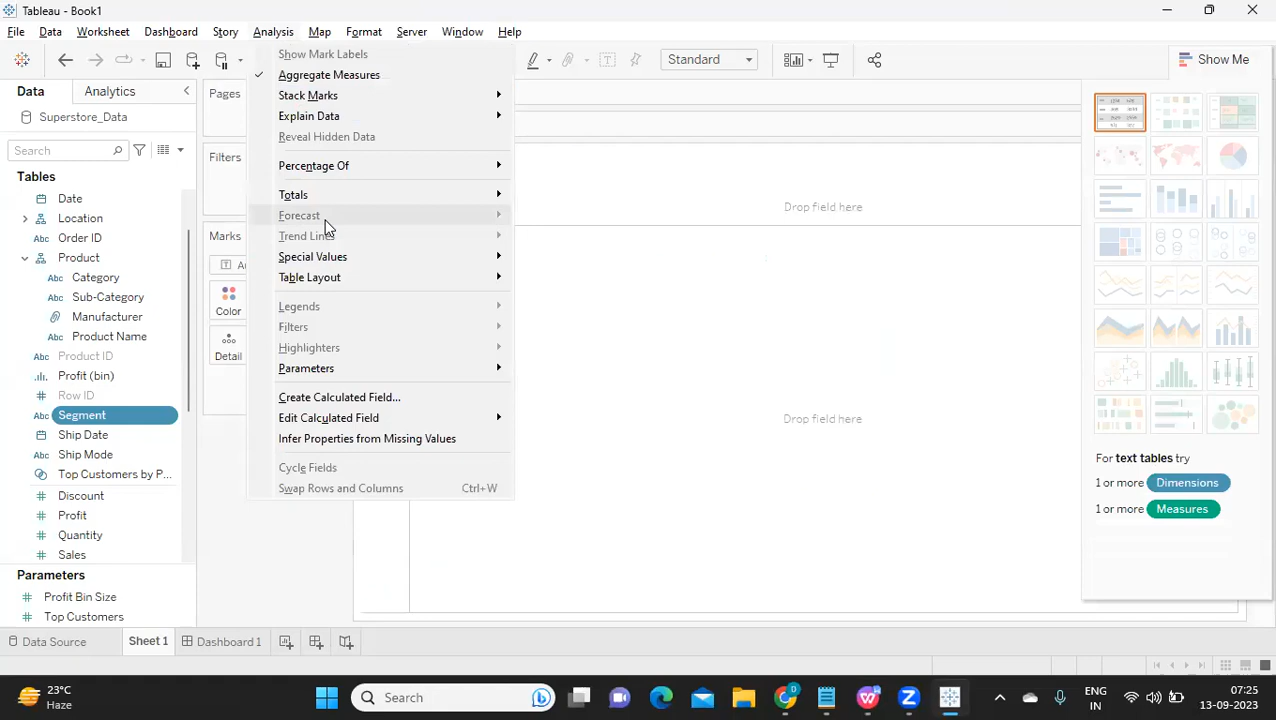 Tableau - Book1
File Data Worksheet Dashboard Story Analysis Map Format Server Window Help
Standard
Show Me
Data Analytics
Superstore_Data
Search
Tables
Date
Location
Abc Order ID
Product
Abc Category
Abc Sub-Category
Manufacturer
Abc Product Name
Abc Product ID
Profit (bin)
# Row ID
Abc Segment
Ship Date
Abc Ship Mode
Top Customers by P...
# Discount
# Profit
# Quantity
# Sales
Parameters
# Profit Bin Size
# Top Customers
Pages
Filters
Marks
Color
Detail
Show Mark Labels
Aggregate Measures
Stack Marks
Explain Data
Reveal Hidden Data
Percentage Of
Totals
Forecast
Trend Lines
Special Values
Table Layout
Legends
Filters
Highlighters
Parameters
Create Calculated Field...
Edit Calculated Field
Infer Properties from Missing Values
Cycle Fields
Swap Rows and Columns Ctrl+W
Drop field here
Drop field here
For text tables try
1 or more Dimensions
1 or more Measures
Data Source Sheet 1 Dashboard 1
23°C
Haze
Search
ENG
IN
07:25
13-09-2023